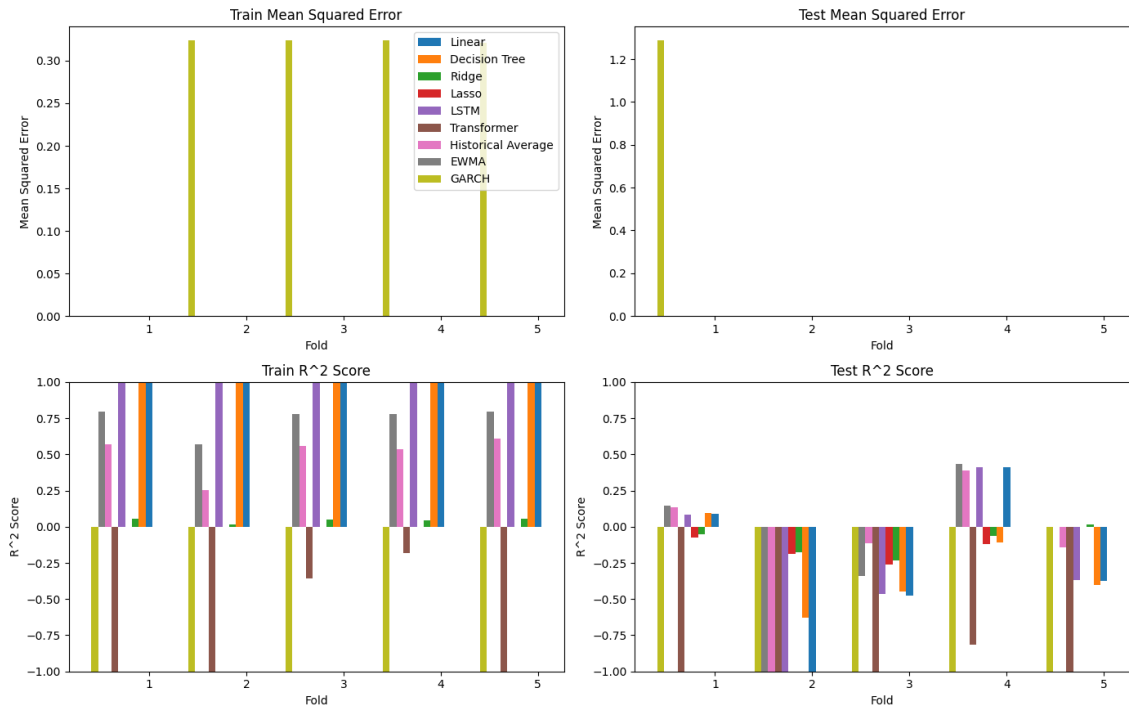 Train Mean Squared Error
Mean Squared Error
0.30
0.25
0.20
0.15
0.10
0.05
0.00
1 2 3 4 5
Fold
Linear
Decision Tree
Ridge
Lasso
LSTM
Transformer
Historical Average
EWMA
GARCH
Test Mean Squared Error
Mean Squared Error
1.2
1.0
0.8
0.6
0.4
0.2
0.0
1 2 3 4 5
Fold
Train R^2 Score
R^2 Score
1.00
0.75
0.50
0.25
0.00
−0.25
−0.50
−0.75
−1.00
1 2 3 4 5
Fold
Test R^2 Score
R^2 Score
1.00
0.75
0.50
0.25
0.00
−0.25
−0.50
−0.75
−1.00
1 2 3 4 5
Fold